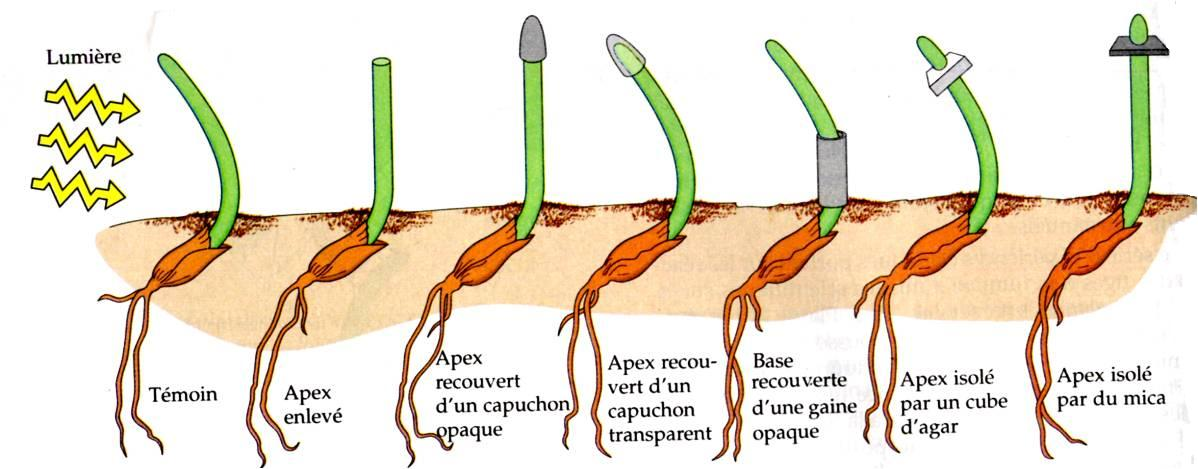 Lumière
Témoin
Apex
enlevé
Apex
recouvert
d'un capuchon
opaque
Apex recou-
vert d'un
capuchon
transparent
Base
recouverte
d'une gaine
opaque
Apex isolé
par un cube
d'agar
Apex isolé
par du mica